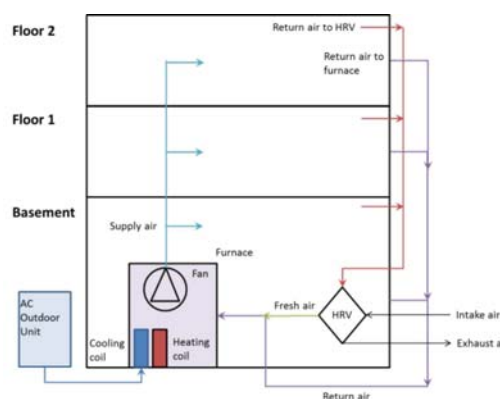 Floor 2
Return air to HRV
Return air to
furnace
Floor 1
Basement
Supply air
Furnace
Fan
AC
Outdoor
Unit
Cooling
coil
Heating
coil
Fresh air
HRV
Intake air
Exhaust a
Return air